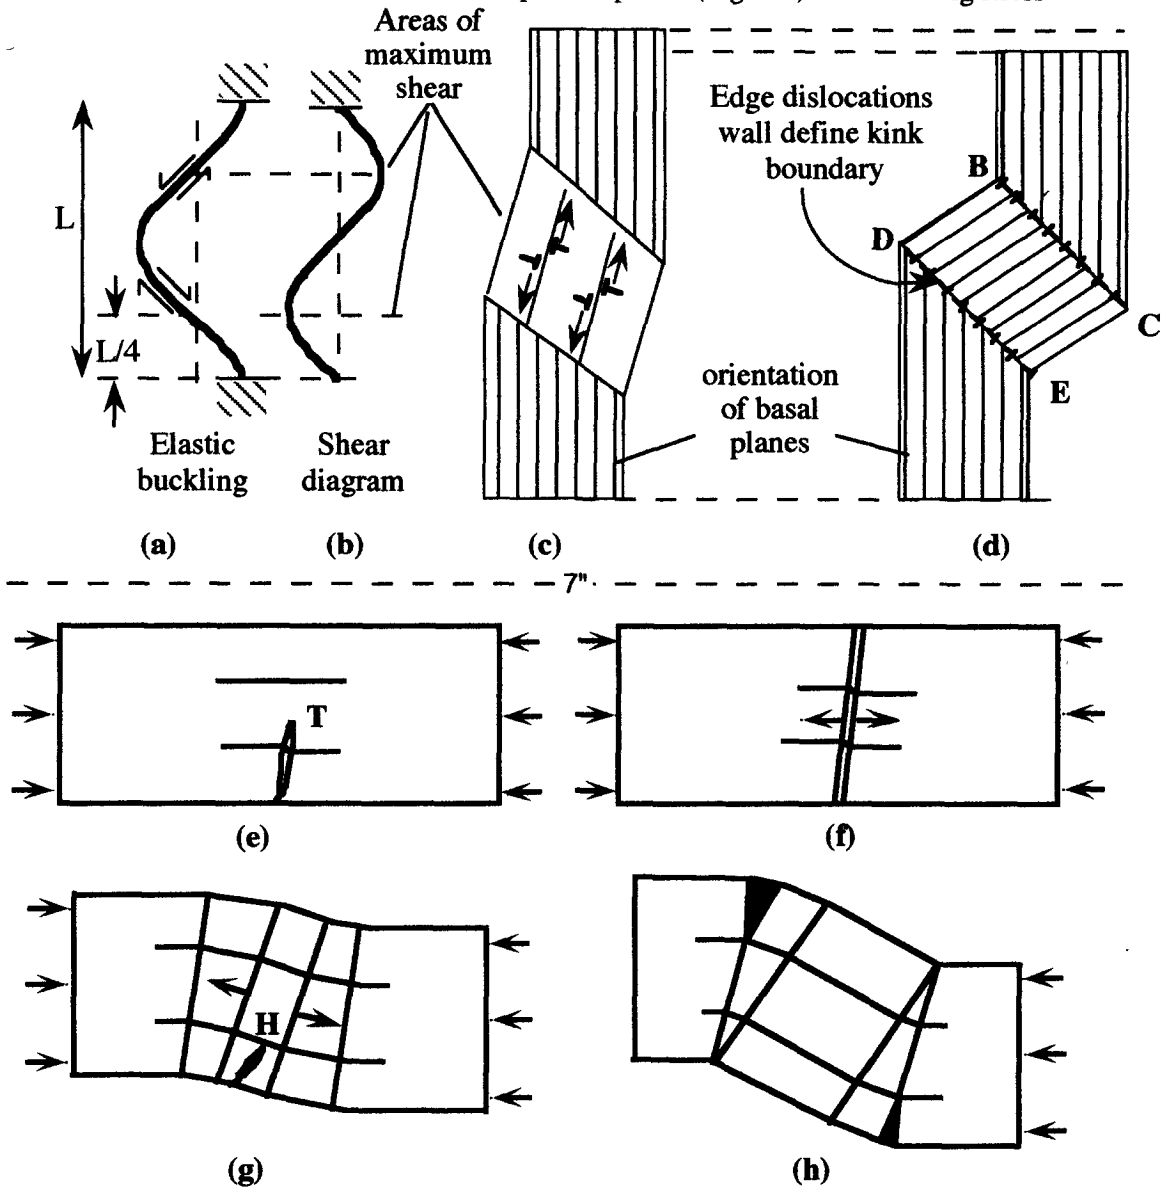 Areas of
maximum
shear
Edge dislocations
wall define kink
boundary
B
D
C
E
L
L/4
orientation
of basal
planes
Elastic
buckling
Shear
diagram
(a)
(b)
(c)
(d)
7"
T
(e)
(f)
H
(g)
(h)